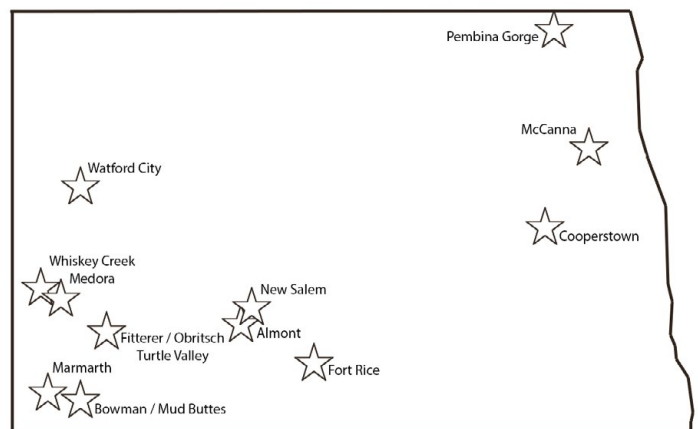 Pembina Gorge
McCanna
Watford City
Cooperstown
Whiskey Creek
Medora
New Salem
Fitterer / Obritsch
Turtle Valley
Almont
Marmarth
Fort Rice
Bowman / Mud Buttes